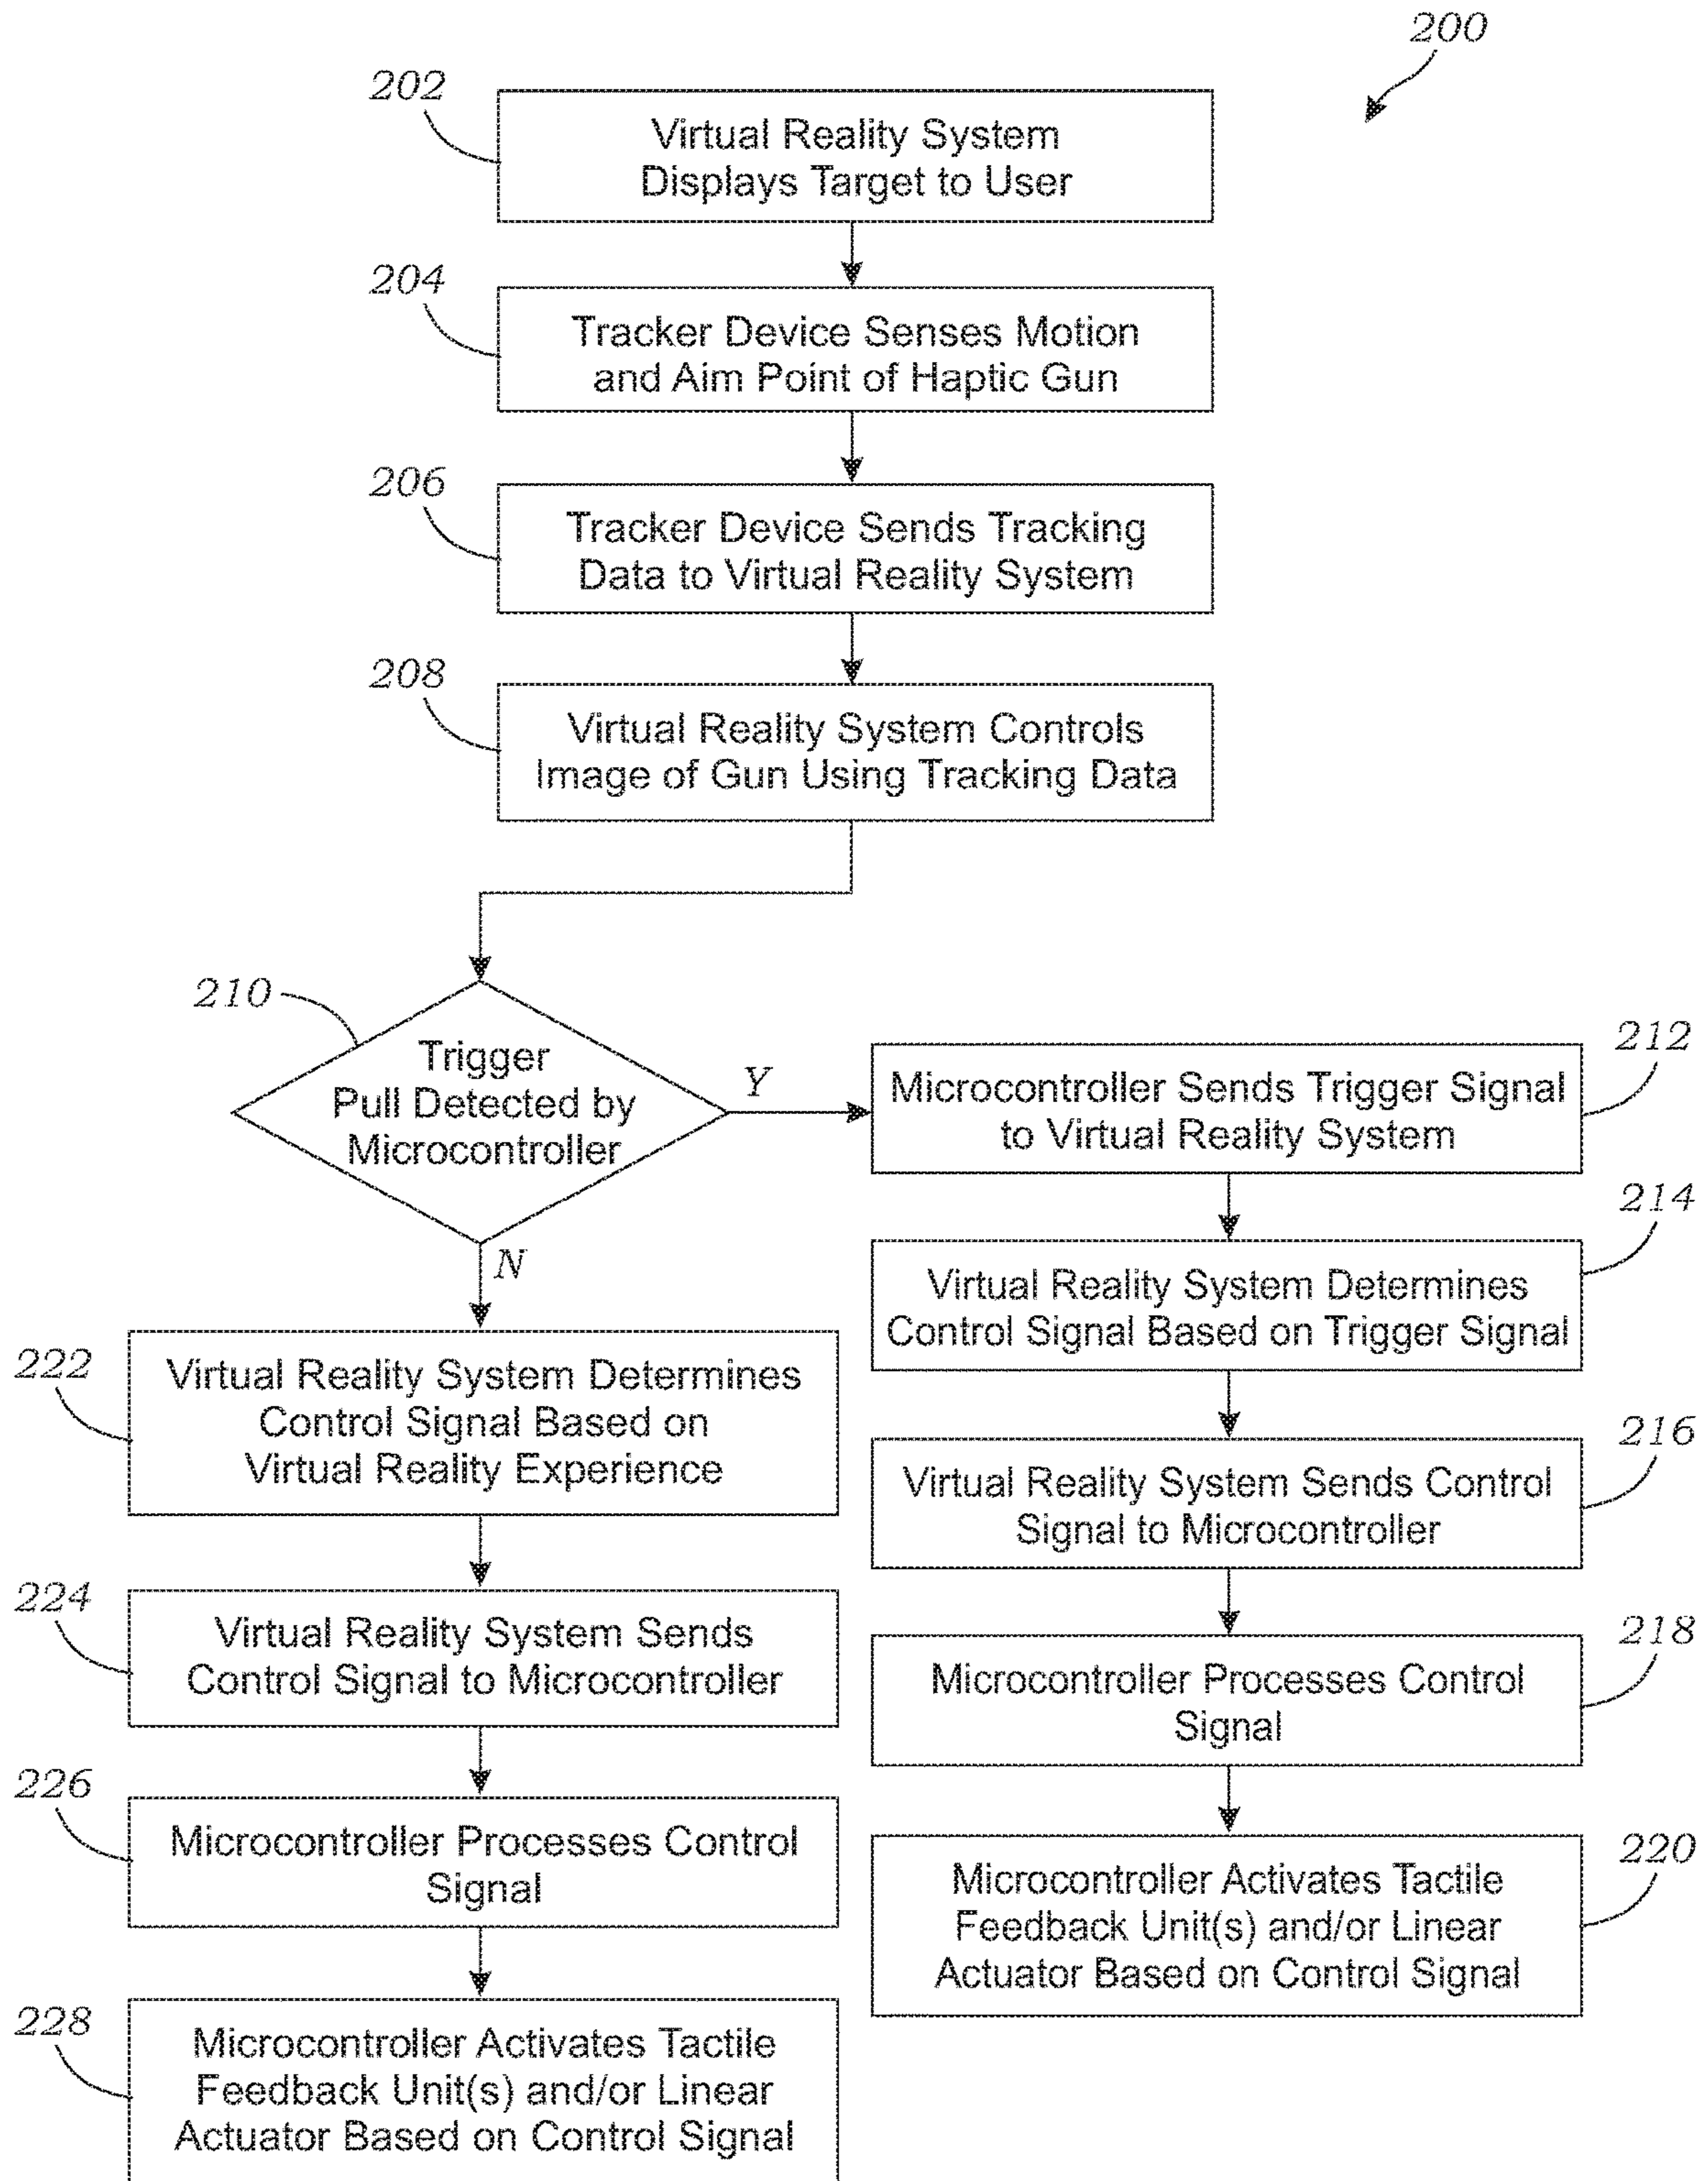 200
202
Virtual Reality System
Displays Target to User
204
Tracker Device Senses Motion
and Aim Point of Haptic Gun
206
Tracker Device Sends Tracking
Data to Virtual Reality System
208
Virtual Reality System Controls
Image of Gun Using Tracking Data
210
Trigger
Pull Detected by
Microcontroller
Y
N
212
Microcontroller Sends Trigger Signal
to Virtual Reality System
214
Virtual Reality System Determines
Control Signal Based on Trigger Signal
216
Virtual Reality System Sends Control
Signal to Microcontroller
218
Microcontroller Processes Control
Signal
220
Microcontroller Activates Tactile
Feedback Unit(s) and/or Linear
Actuator Based on Control Signal
222
Virtual Reality System Determines
Control Signal Based on
Virtual Reality Experience
224
Virtual Reality System Sends
Control Signal to Microcontroller
226
Microcontroller Processes Control
Signal
228
Microcontroller Activates Tactile
Feedback Unit(s) and/or Linear
Actuator Based on Control Signal